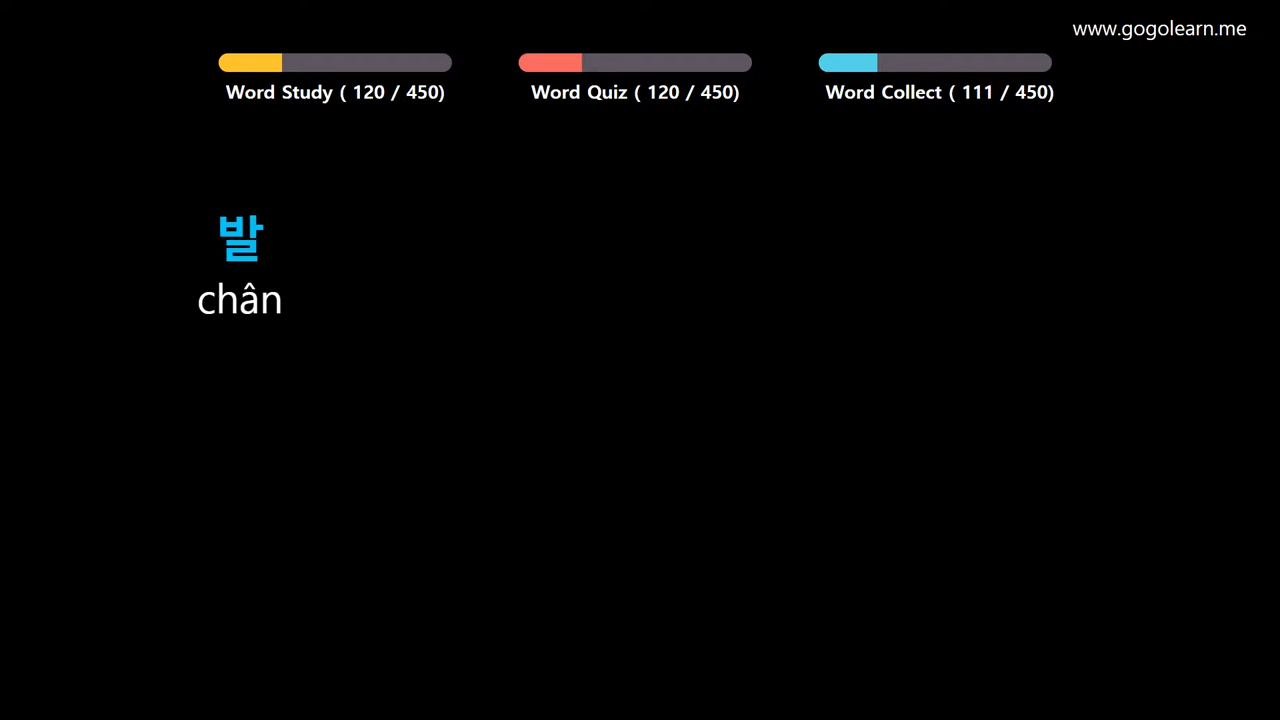 www.gogolearn.me
Word Study ( 120 / 450)
Word Quiz ( 120 / 450)
Word Collect ( 111 / 450)
발
chân